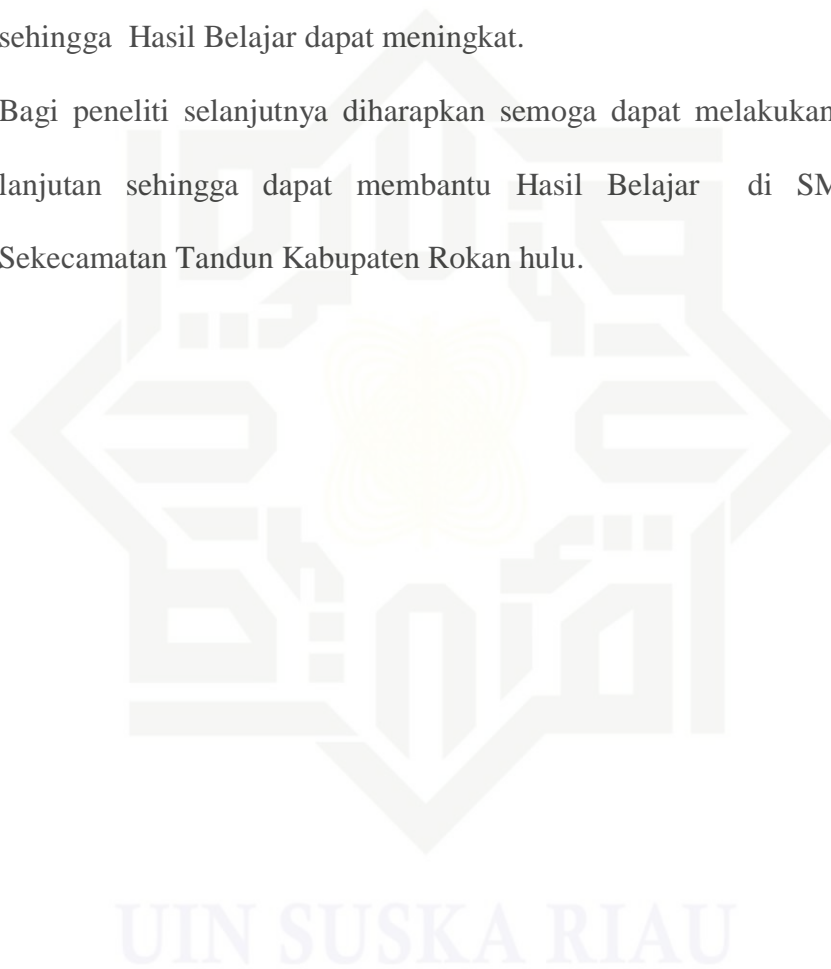 sehingga Hasil Belajar dapat meningkat.
Bagi peneliti selanjutnya diharapkan semoga dapat melakukan
lanjutan sehingga dapat membantu Hasil Belajar di SM
Sekecamatan Tandun Kabupaten Rokan hulu.
UIN SUSKA RIAU